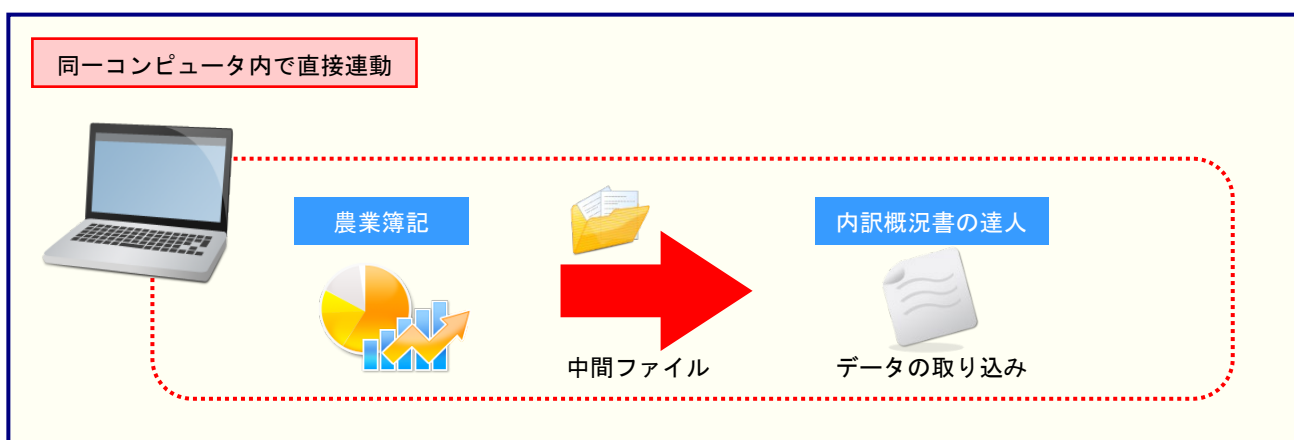 同一コンピュータ内で直接連動
農業簿記
内訳概況書の達人
中間ファイル
データの取り込み